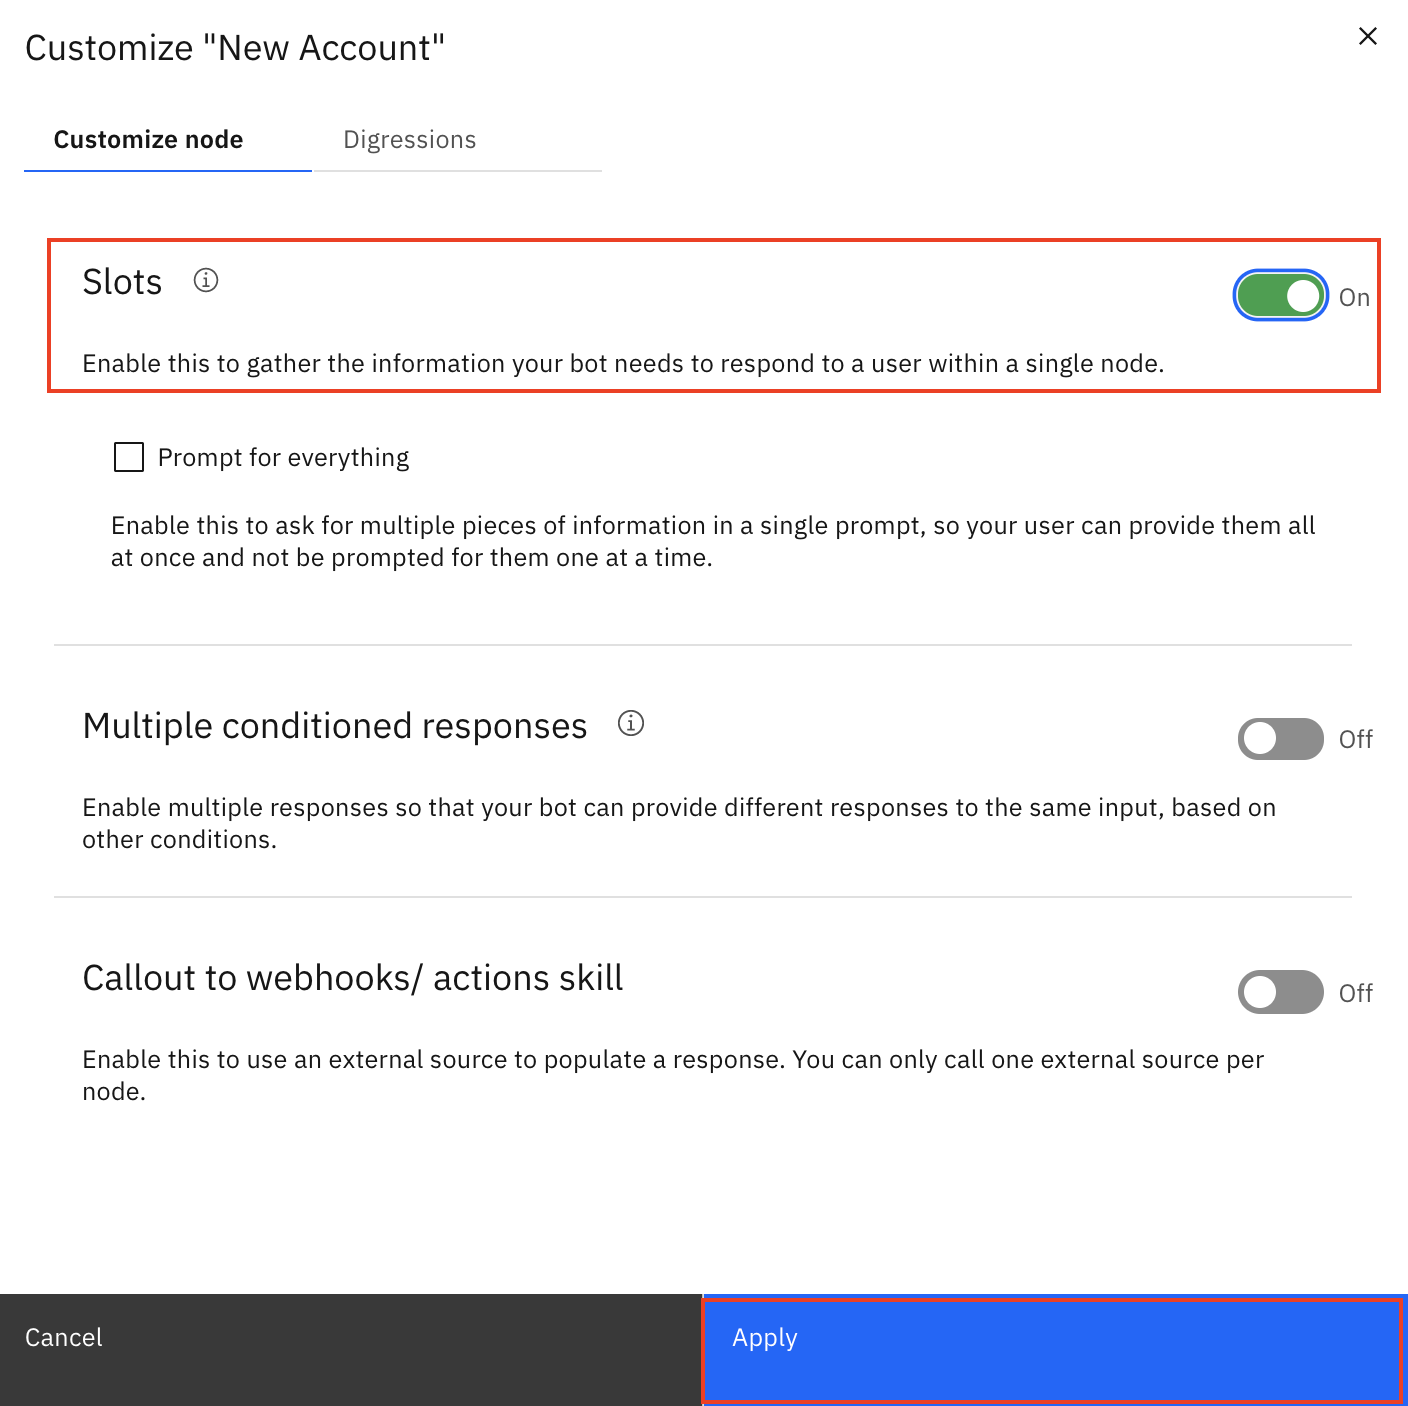 Customize "New Account"
Customize node
Digressions
Slots
On
Enable this to gather the information your bot needs to respond to a user within a single node.
Prompt for everything
Enable this to ask for multiple pieces of information in a single prompt, so your user can provide them all
at once and not be prompted for them one at a time.
Multiple conditioned responses
Off
Enable multiple responses so that your bot can provide different responses to the same input, based on
other conditions.
Callout to webhooks/ actions skill
Off
Enable this to use an external source to populate a response. You can only call one external source per
node.
Cancel
Apply